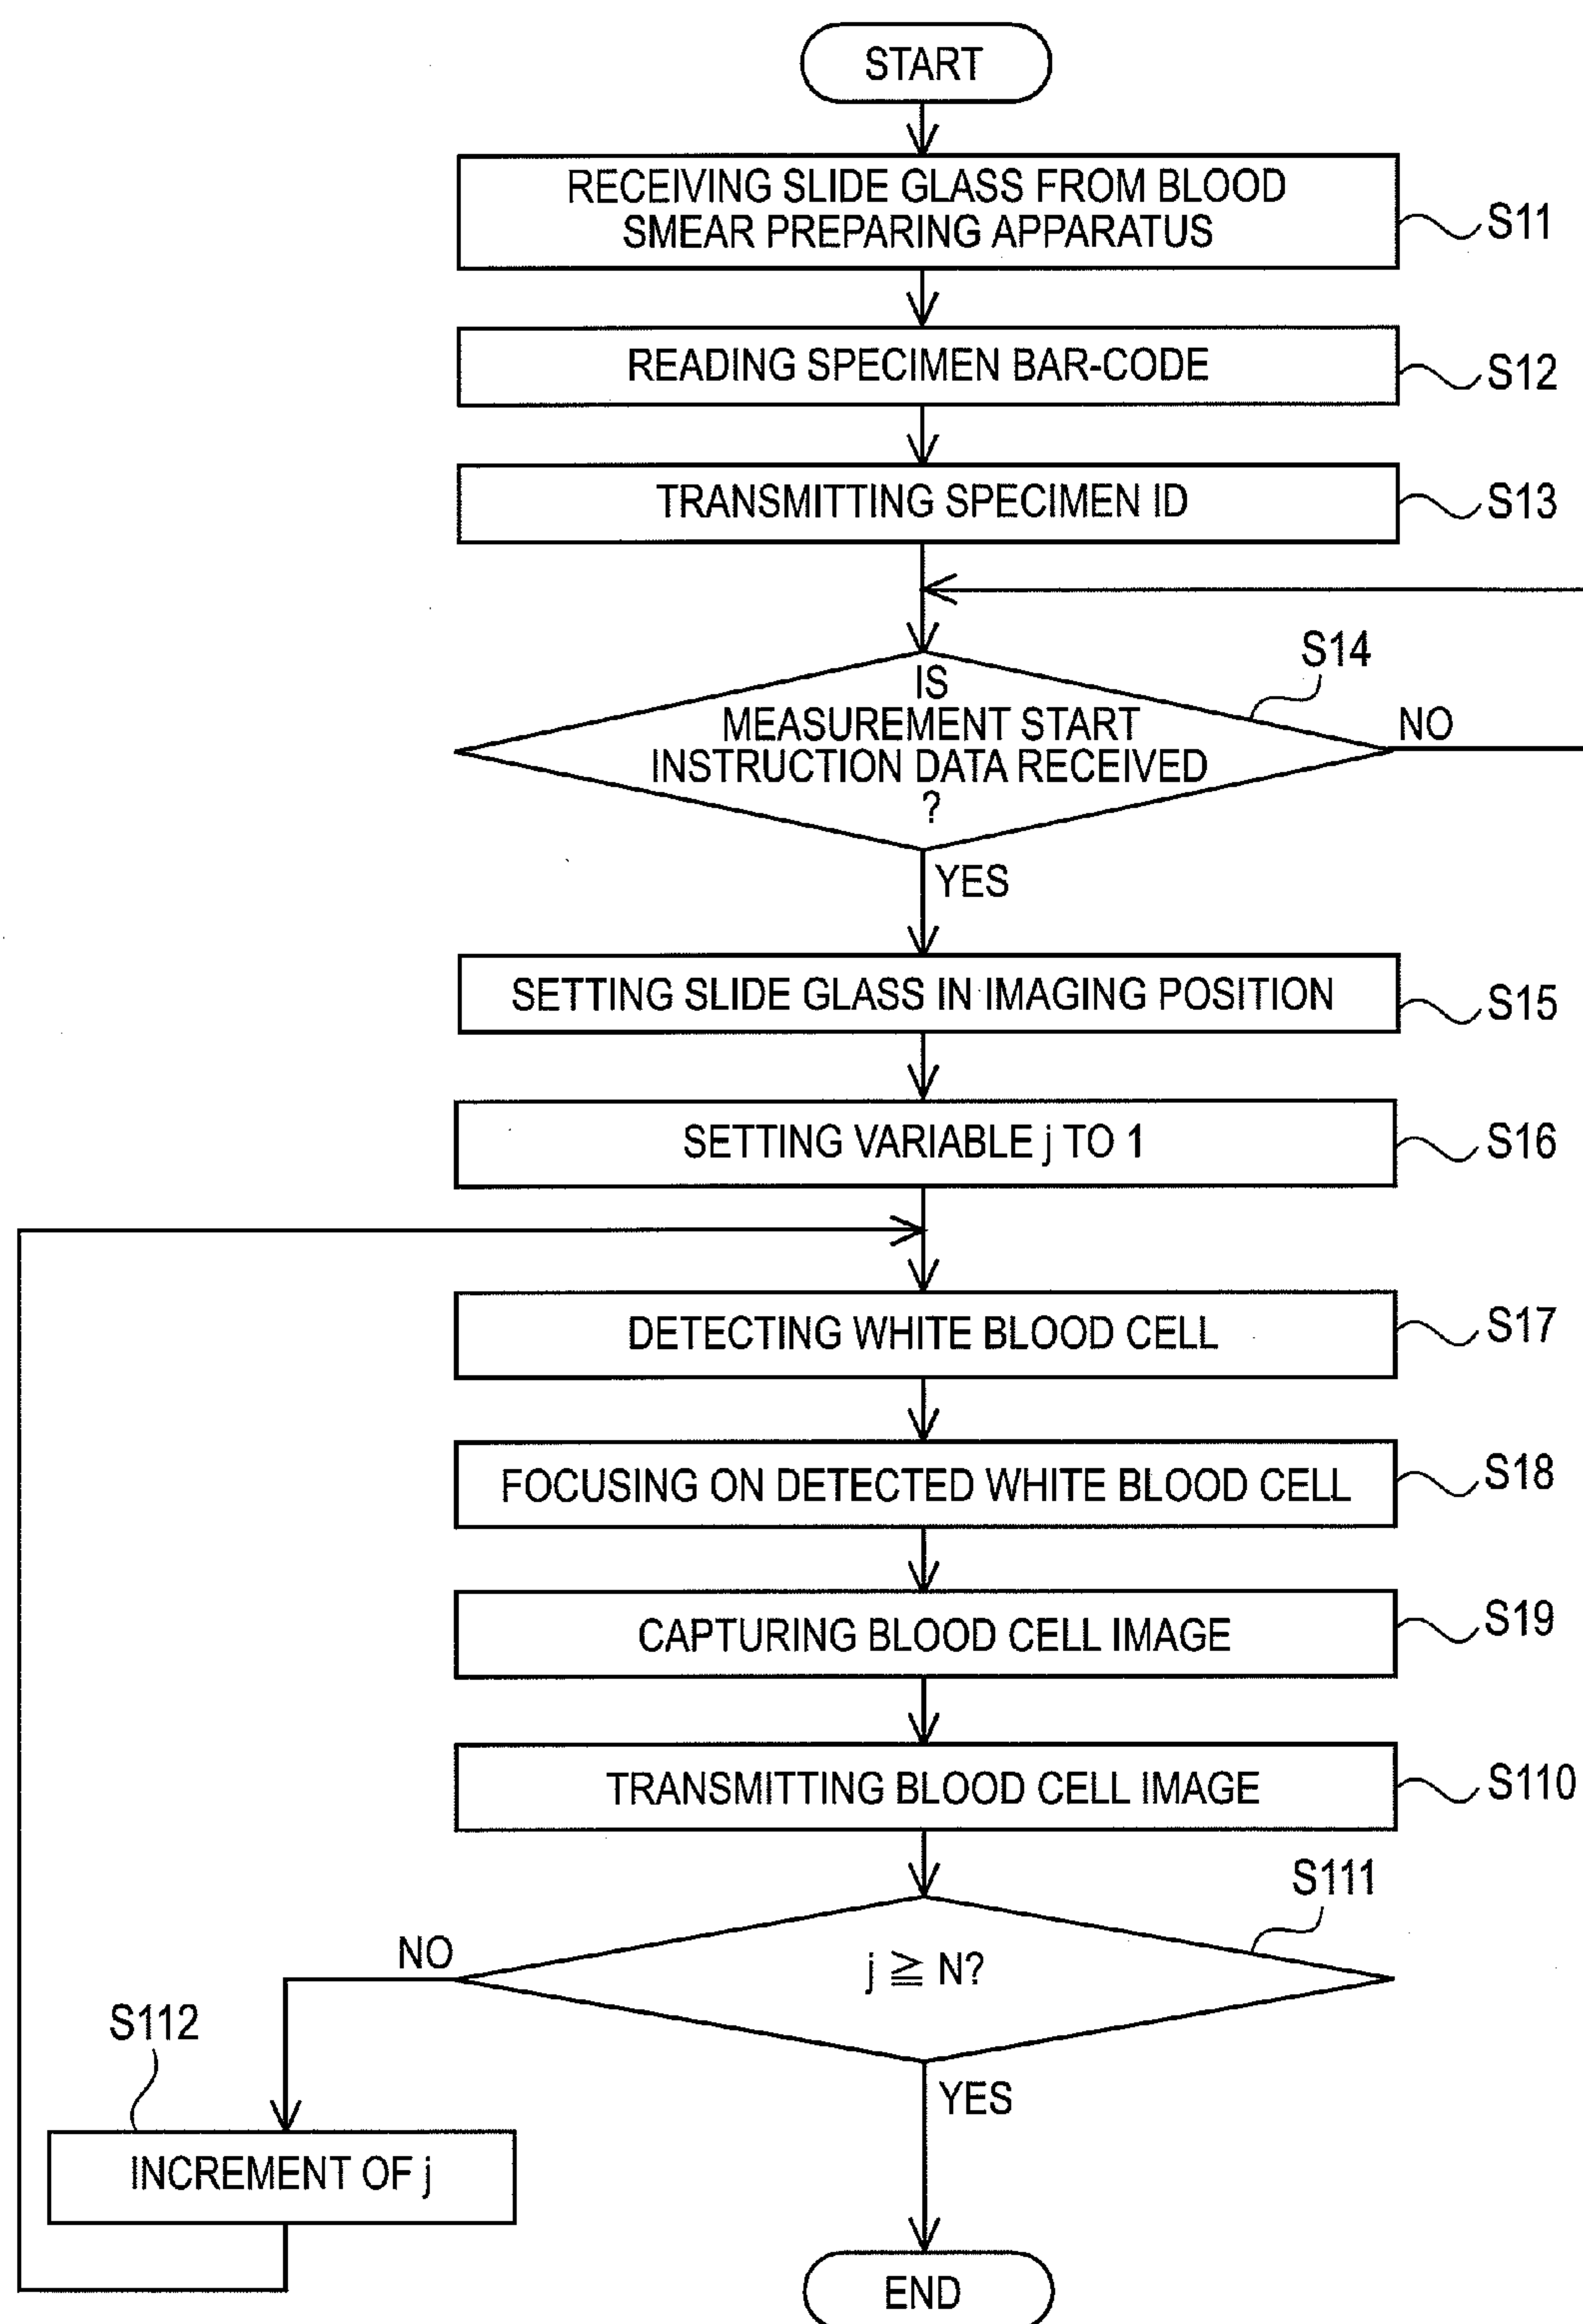 START
RECEIVING SLIDE GLASS FROM BLOOD
SMEAR PREPARING APPARATUS
S11
READING SPECIMEN BAR-CODE
S12
TRANSMITTING SPECIMEN ID
S13
S14
IS
MEASUREMENT START
INSTRUCTION DATA RECEIVED
?
NO
YES
SETTING SLIDE GLASS IN IMAGING POSITION
S15
SETTING VARIABLE j TO 1
S16
DETECTING WHITE BLOOD CELL
S17
FOCUSING ON DETECTED WHITE BLOOD CELL
S18
CAPTURING BLOOD CELL IMAGE
S19
TRANSMITTING BLOOD CELL IMAGE
S110
S111
j ≧ N?
NO
YES
S112
INCREMENT OF j
END